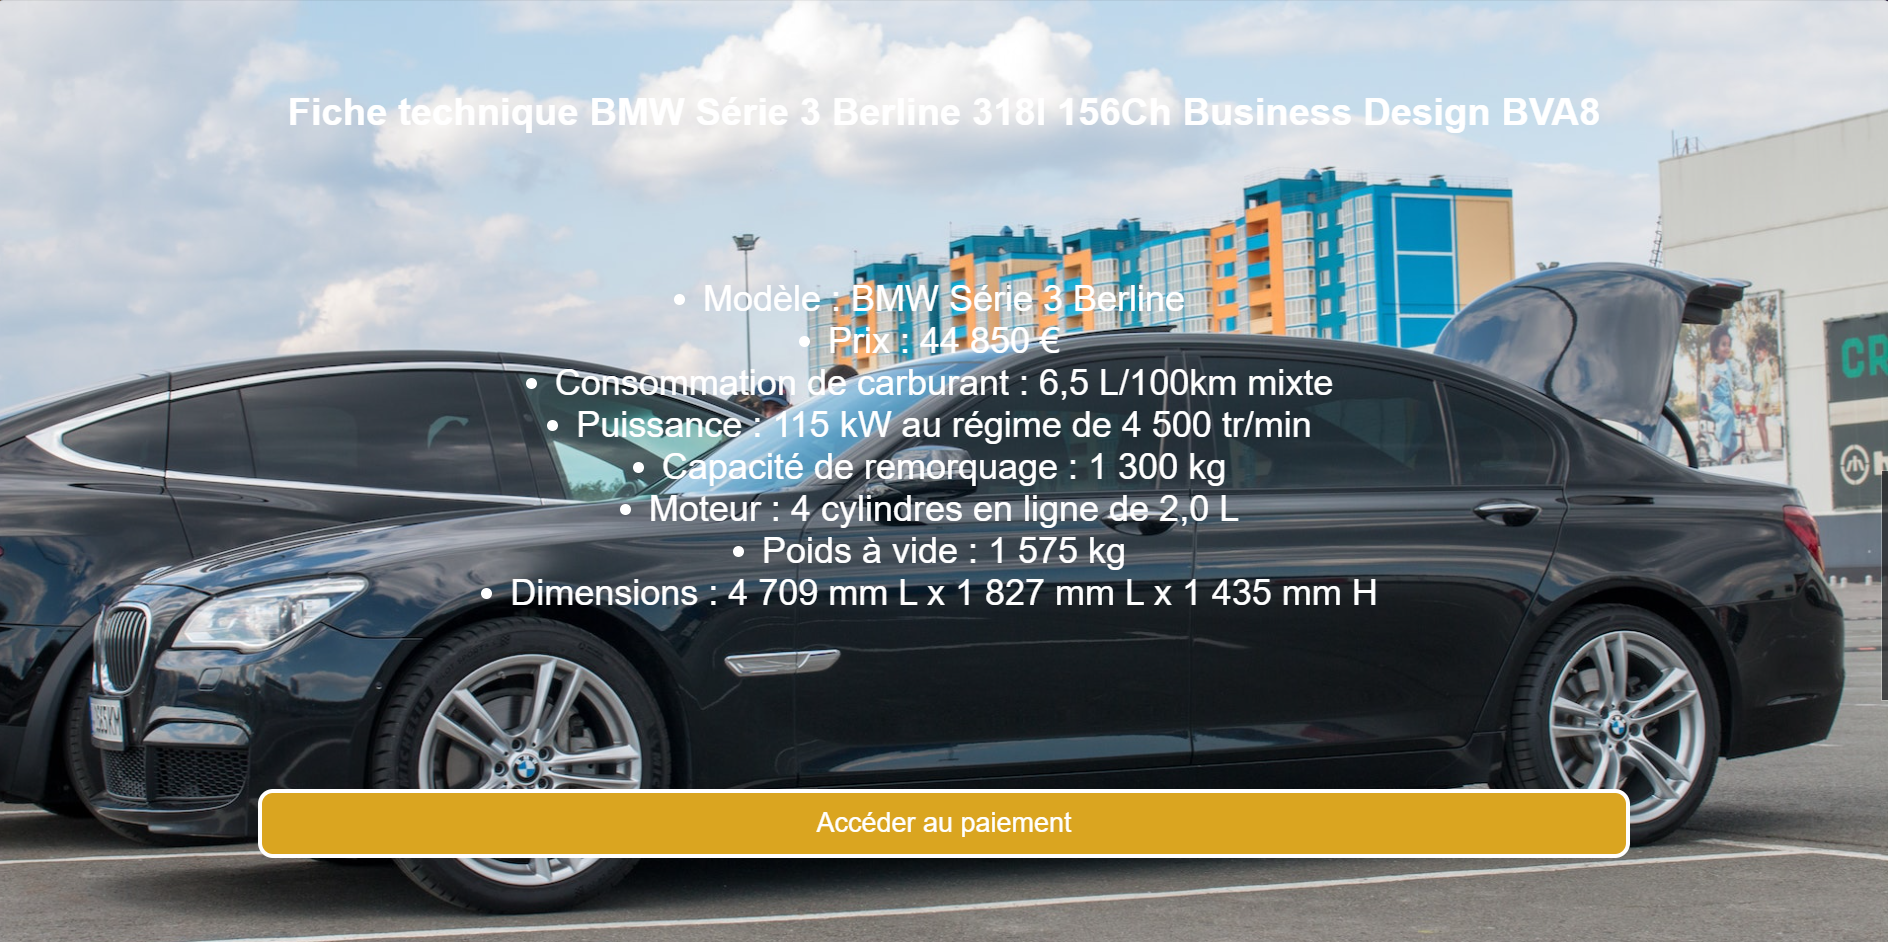 Fiche technique BMW Série 3 Berline 318I 156Ch Business Design BVA8
• Modèle : BMW Série 3 Berline
• Prix : 44 850 €
• Consommation de carburant : 6,5 L/100km mixte
• Puissance : 115 kW au régime de 4 500 tr/min
• Capacité de remorquage : 1 300 kg
• Moteur : 4 cylindres en ligne de 2,0 L
• Poids à vide : 1 575 kg
• Dimensions : 4 709 mm L x 1 827 mm L x 1 435 mm H
CR
Accéder au paiement